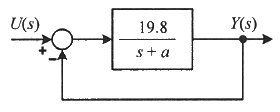 U(s)
+
−
19.8
s + a
Y(s)